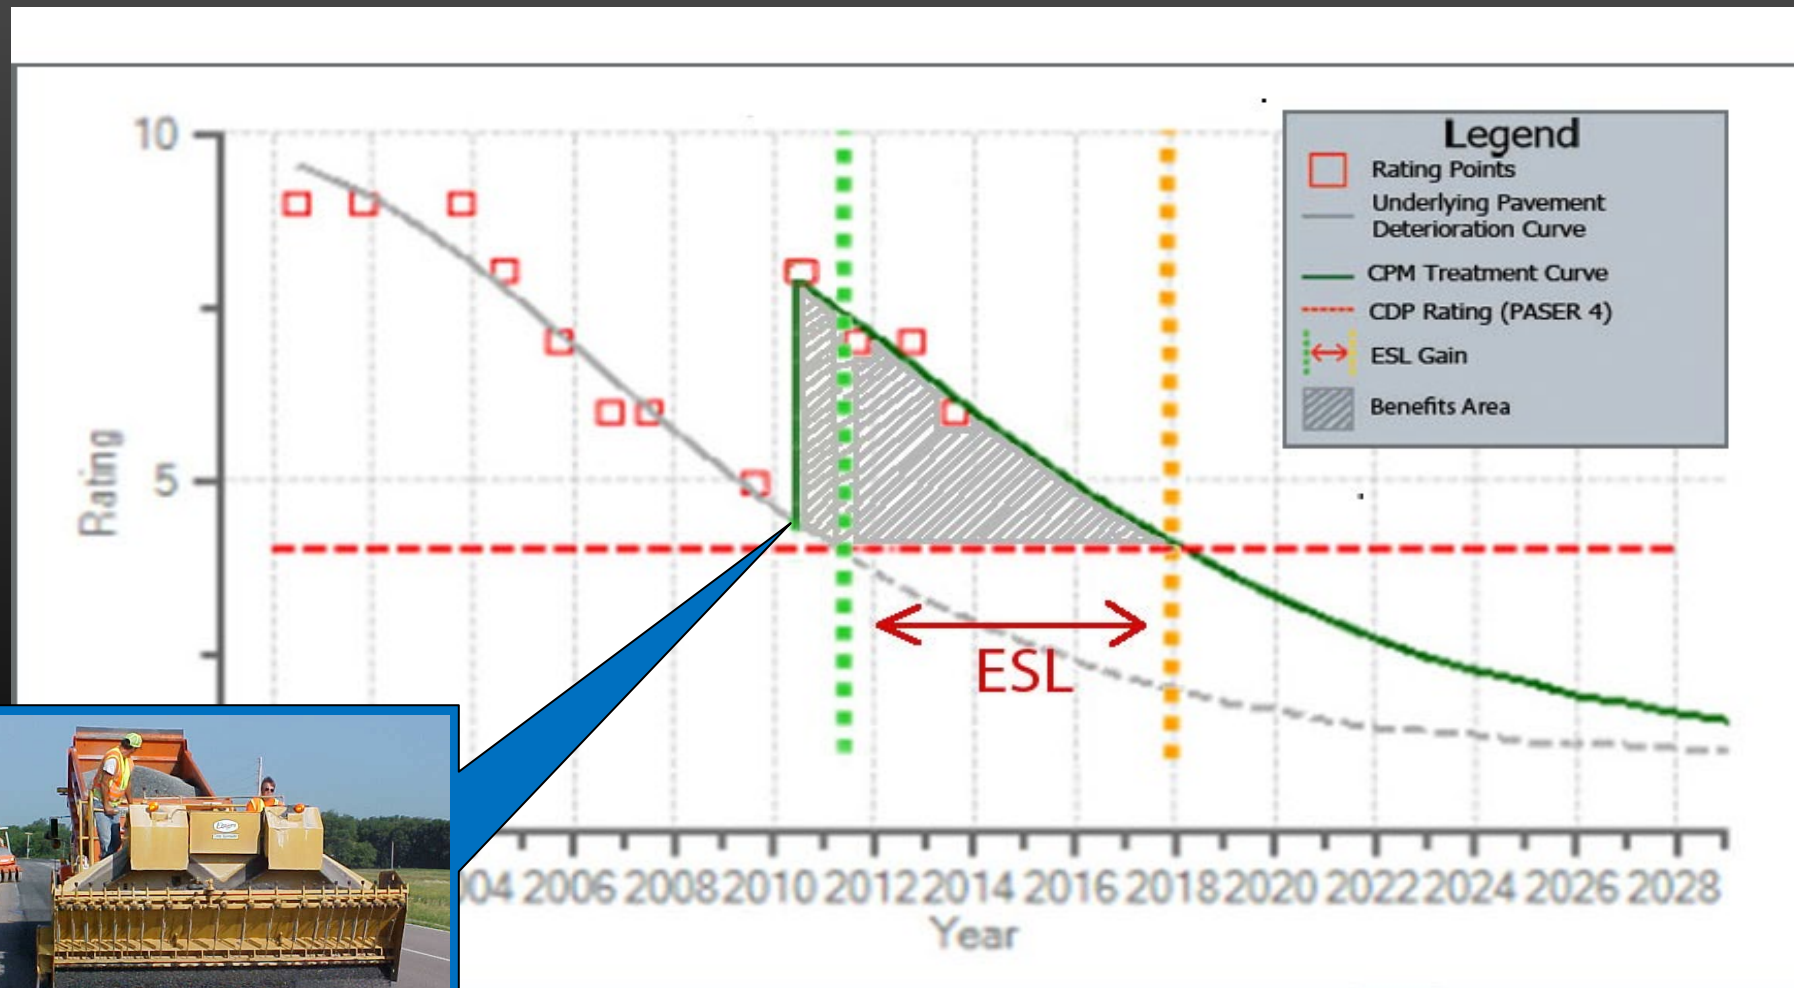 10
5
Rating
Legend
Rating Points
Underlying Pavement
Deterioration Curve
CPM Treatment Curve
CDP Rating (PASER 4)
ESL Gain
Benefits Area
ESL
004 2006 2008 2010 2012 2014 2016 2018 2020 2022 2024 2026 2028
Year